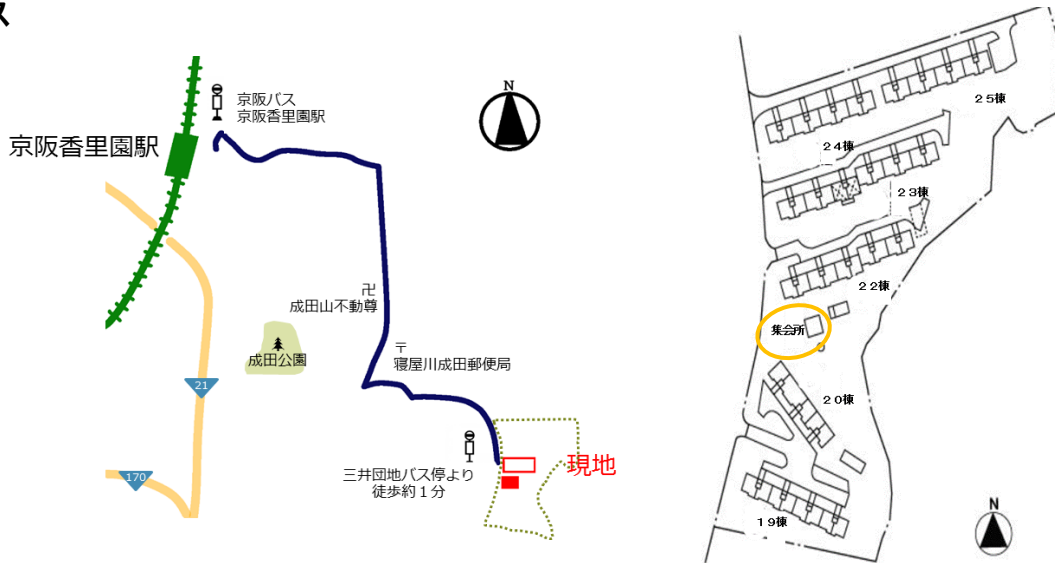 ス
京阪バス
京阪香里園駅
京阪香里園駅
N
卍
成田山不動尊
成田公園
〒
寝屋川成田郵便局
21
170
三井団地バス停より
徒歩約1分
現地
25棟
24棟
23棟
22棟
集会所
20棟
19棟
N